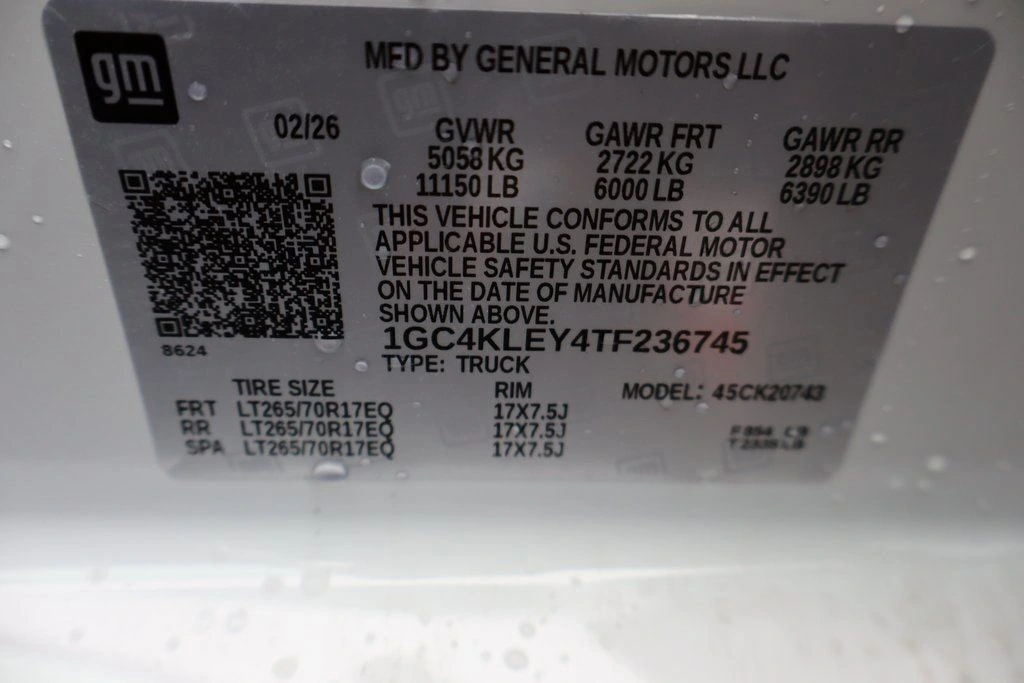 gm
MFD BY GENERAL MOTORS LLC
02/26
GVWR GAWR FRT GAWR RR
5058 KG 2722 KG 2898 KG
11150 LB 6000 LB 6390 LB
THIS VEHICLE CONFORMS TO ALL
APPLICABLE U.S. FEDERAL MOTOR
VEHICLE SAFETY STANDARDS IN EFFECT
ON THE DATE OF MANUFACTURE
SHOWN ABOVE.
1GC4KLEY4TF236745
8624
TYPE: TRUCK
TIRE SIZE RIM MODEL: 45CK20743
FRT LT265/70R17EQ 17X7.5J
RR LT265/70R17EQ 17X7.5J
SPA LT265/70R17EQ 17X7.5J